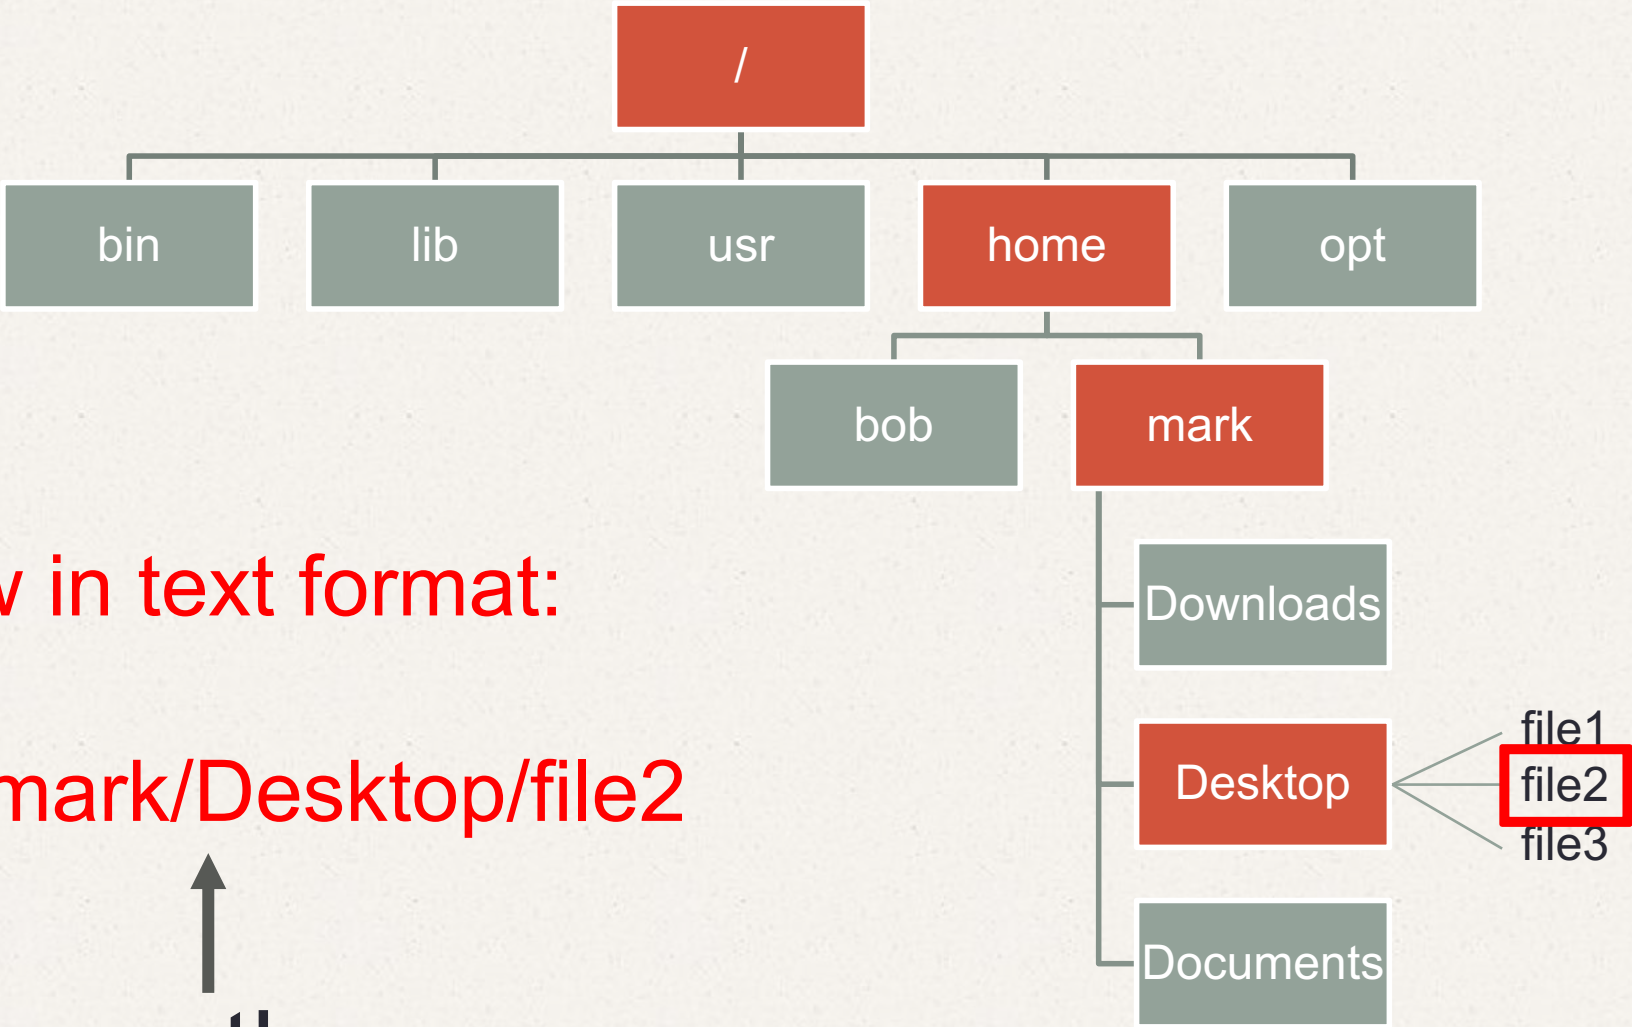 /
bin lib usr home opt
bob mark
in text format:
Downloads
file1
mark/Desktop/file2
Desktop
file2
file3
Documents